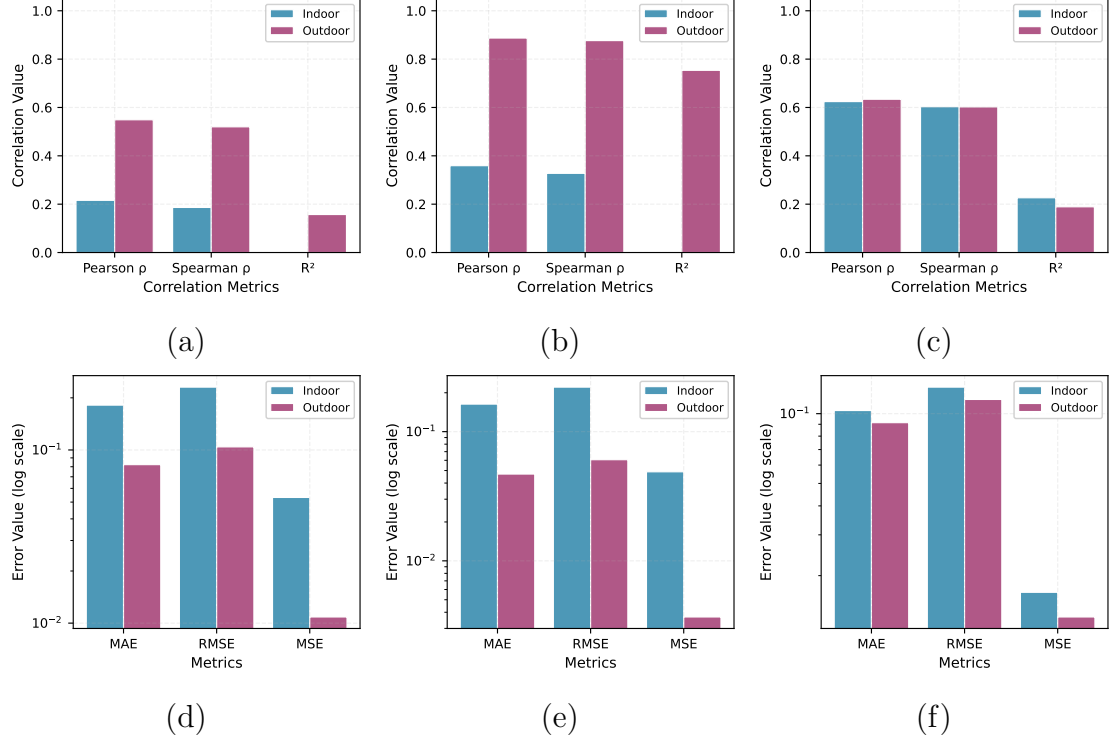 1.0
0.8
0.6
0.4
0.2
0.0
Correlation Value
Indoor
Outdoor
Pearson ρ
Spearman ρ
R²
Correlation Metrics
(a)
1.0
0.8
0.6
0.4
0.2
0.0
Correlation Value
Indoor
Outdoor
Pearson ρ
Spearman ρ
R²
Correlation Metrics
(b)
1.0
0.8
0.6
0.4
0.2
0.0
Correlation Value
Indoor
Outdoor
Pearson ρ
Spearman ρ
R²
Correlation Metrics
(c)
10⁻¹
10⁻²
Error Value (log scale)
Indoor
Outdoor
MAE
RMSE
MSE
Metrics
(d)
10⁻¹
10⁻²
Error Value (log scale)
Indoor
Outdoor
MAE
RMSE
MSE
Metrics
(e)
10⁻¹
Error Value (log scale)
Indoor
Outdoor
MAE
RMSE
MSE
Metrics
(f)